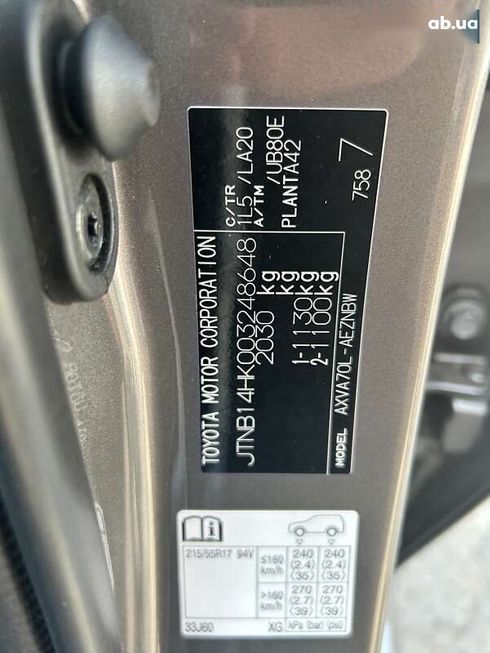 ab.ua
TOYOTA MOTOR CORPORATION
JTNB14HK003248648
2030 kg
1-1130kg
2-1100kg
MODEL AXVA70L-AEZNBW
C/TR 1L5 /LA20
A/TM /UB80E
PLANTA42
758 7
215/55R17 94V
≤160 km/h 240 (2.4) (35) 240 (2.4) (35)
>160 km/h 270 (2.7) (39) 270 (2.7) (39)
33J60 XG kPa (bar) (psi)